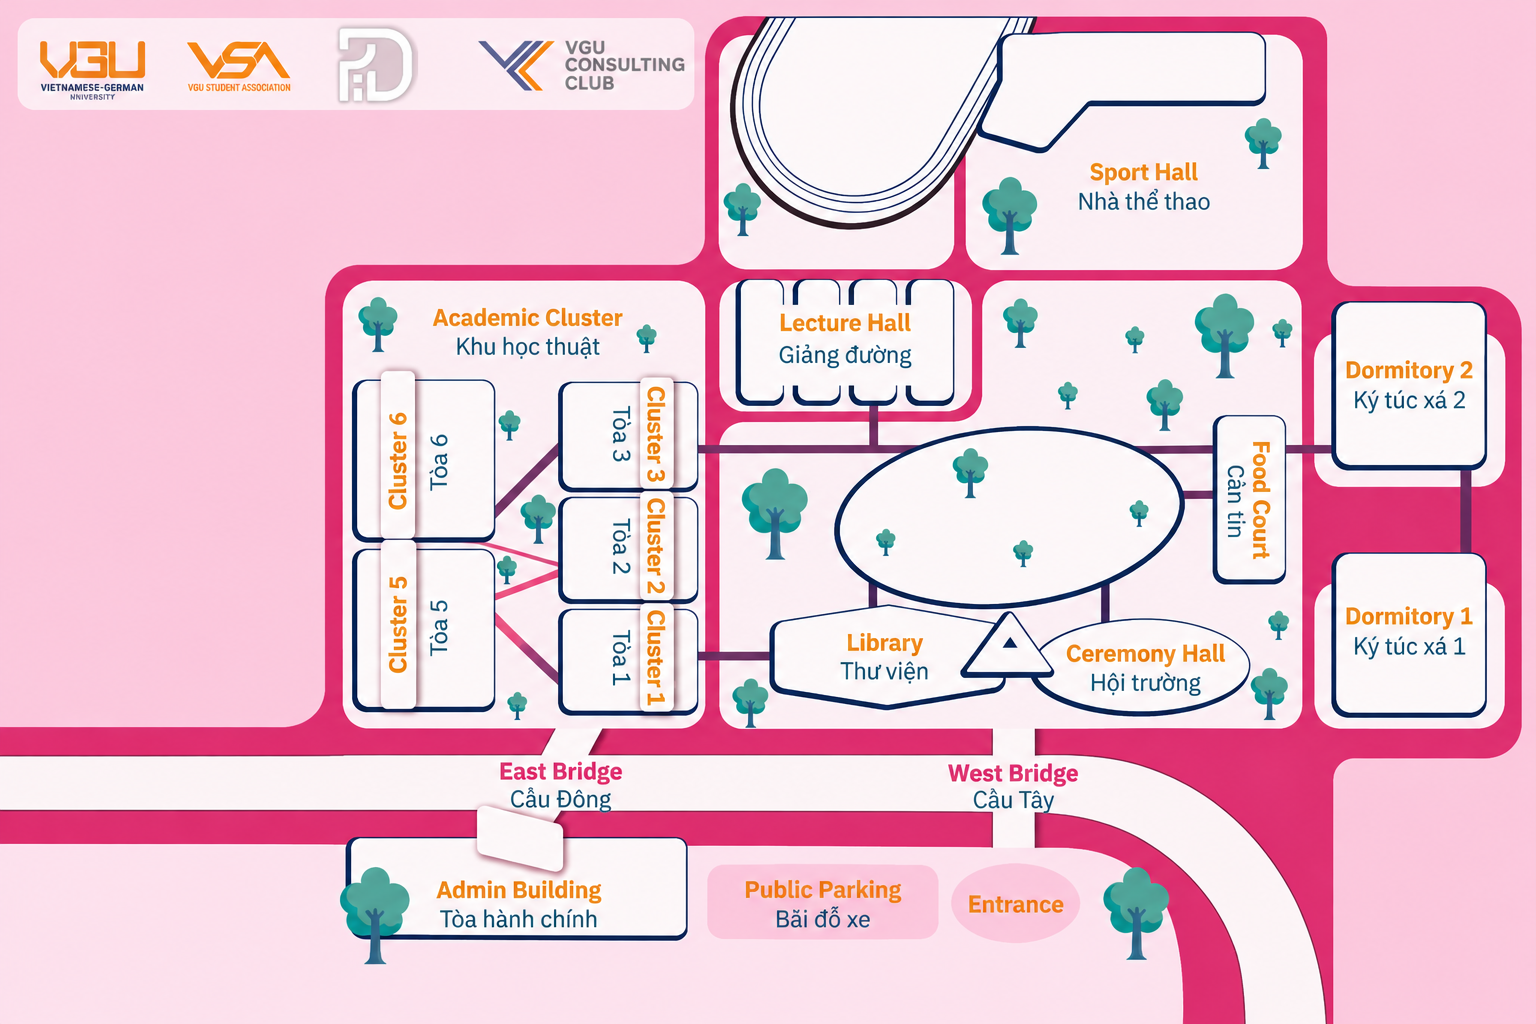 VGU
VIETNAMESE-GERMAN
NNIVERSITY
VSA
VGU STUDENT ASSOCIATION
VGU
CONSULTING
CLUB
Sport Hall
Nhà thể thao
Academic Cluster
Khu học thuật
Lecture Hall
Giảng đường
Dormitory 2
Ký túc xá 2
Cluster 6
Tòa 6
Tòa 3
Cluster 3
Food Court
Cần tin
Tòa 2
Cluster 2
Cluster 5
Tòa 5
Tòa 1
Cluster 1
Library
Thư viện
Ceremony Hall
Hội trường
Dormitory 1
Ký túc xá 1
East Bridge
Cầu Đông
West Bridge
Cầu Tây
Admin Building
Tòa hành chính
Public Parking
Băi đỗ xe
Entrance